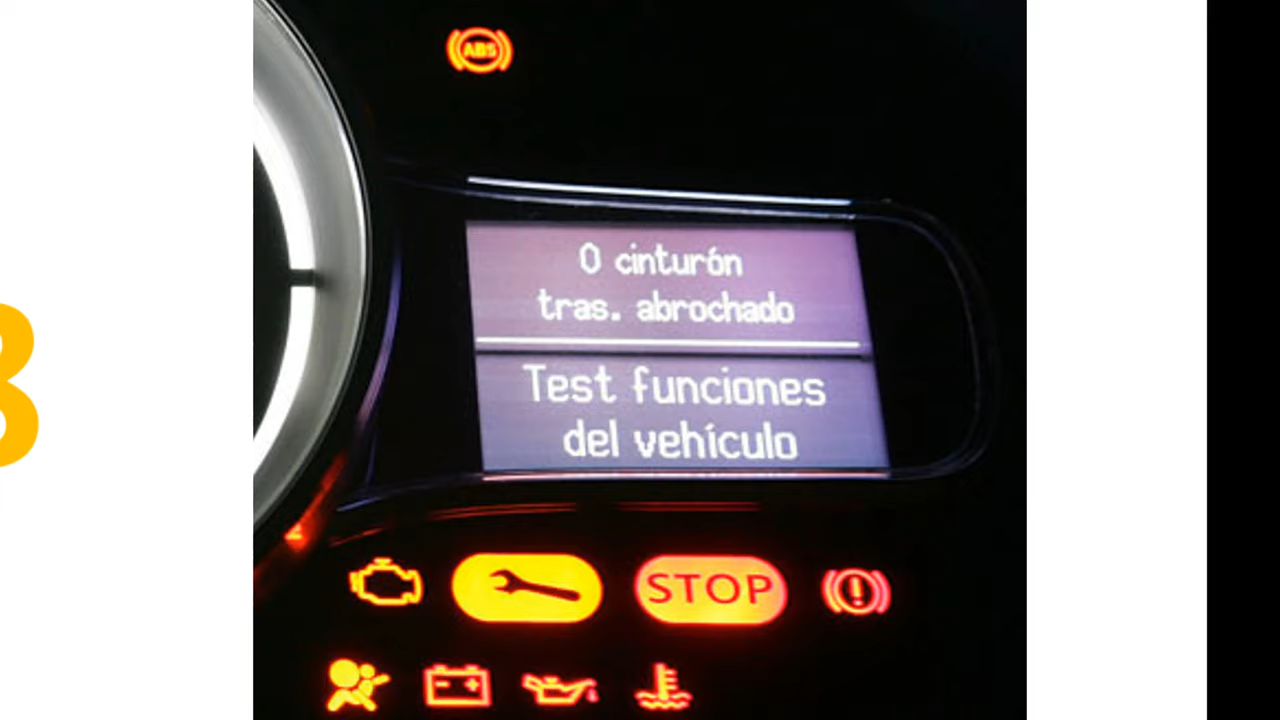 ABS
0 cinturón
tras. abrochado
Test funciones
del vehículo
STOP